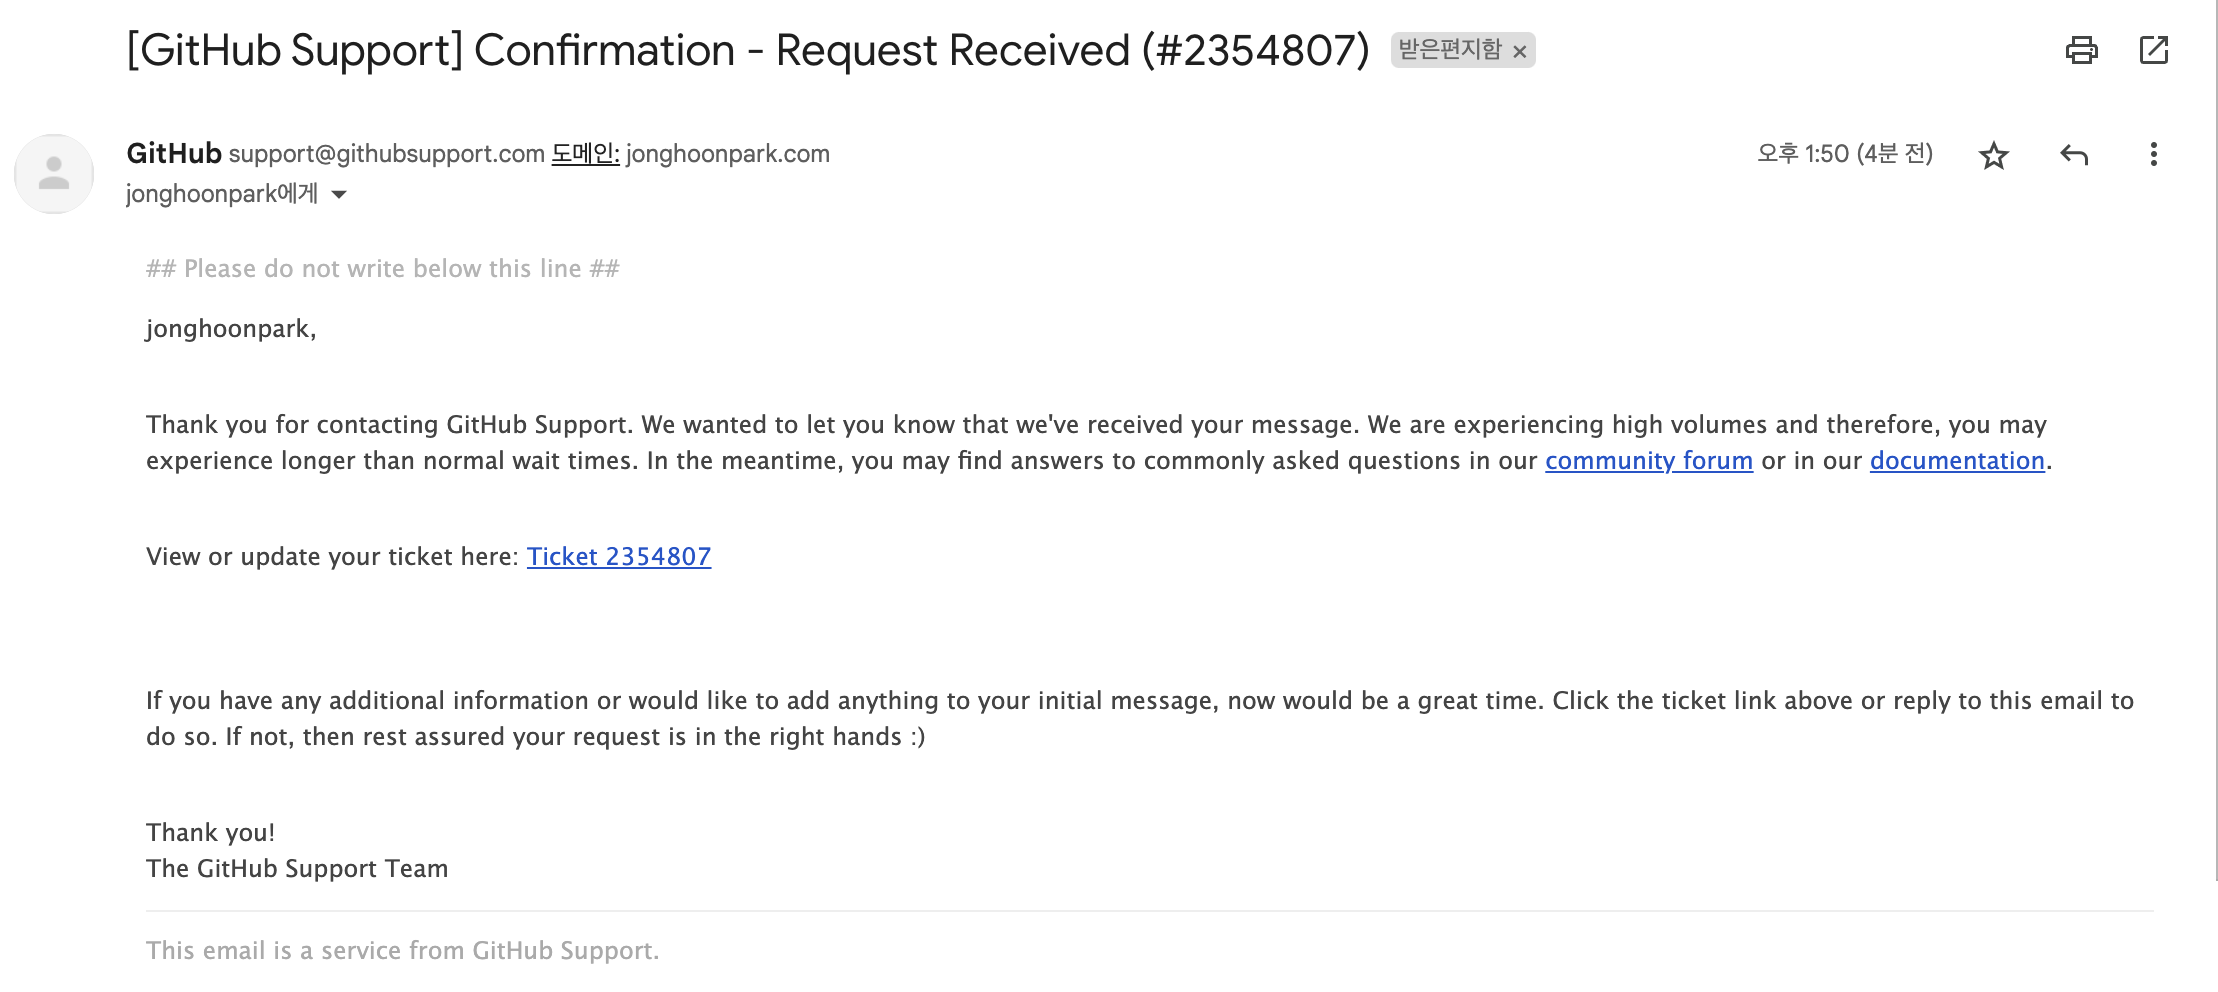 [GitHub Support] Confirmation - Request Received (#2354807) 받은편지함 ×
GitHub support@githubsupport.com 도메인: jonghoonpark.com 오후 1:50 (4분 전)
jonghoonpark에게
## Please do not write below this line ##
jonghoonpark,
Thank you for contacting GitHub Support. We wanted to let you know that we've received your message. We are experiencing high volumes and therefore, you may
experience longer than normal wait times. In the meantime, you may find answers to commonly asked questions in our community forum or in our documentation.
View or update your ticket here: Ticket 2354807
If you have any additional information or would like to add anything to your initial message, now would be a great time. Click the ticket link above or reply to this email to
do so. If not, then rest assured your request is in the right hands :)
Thank you!
The GitHub Support Team
This email is a service from GitHub Support.